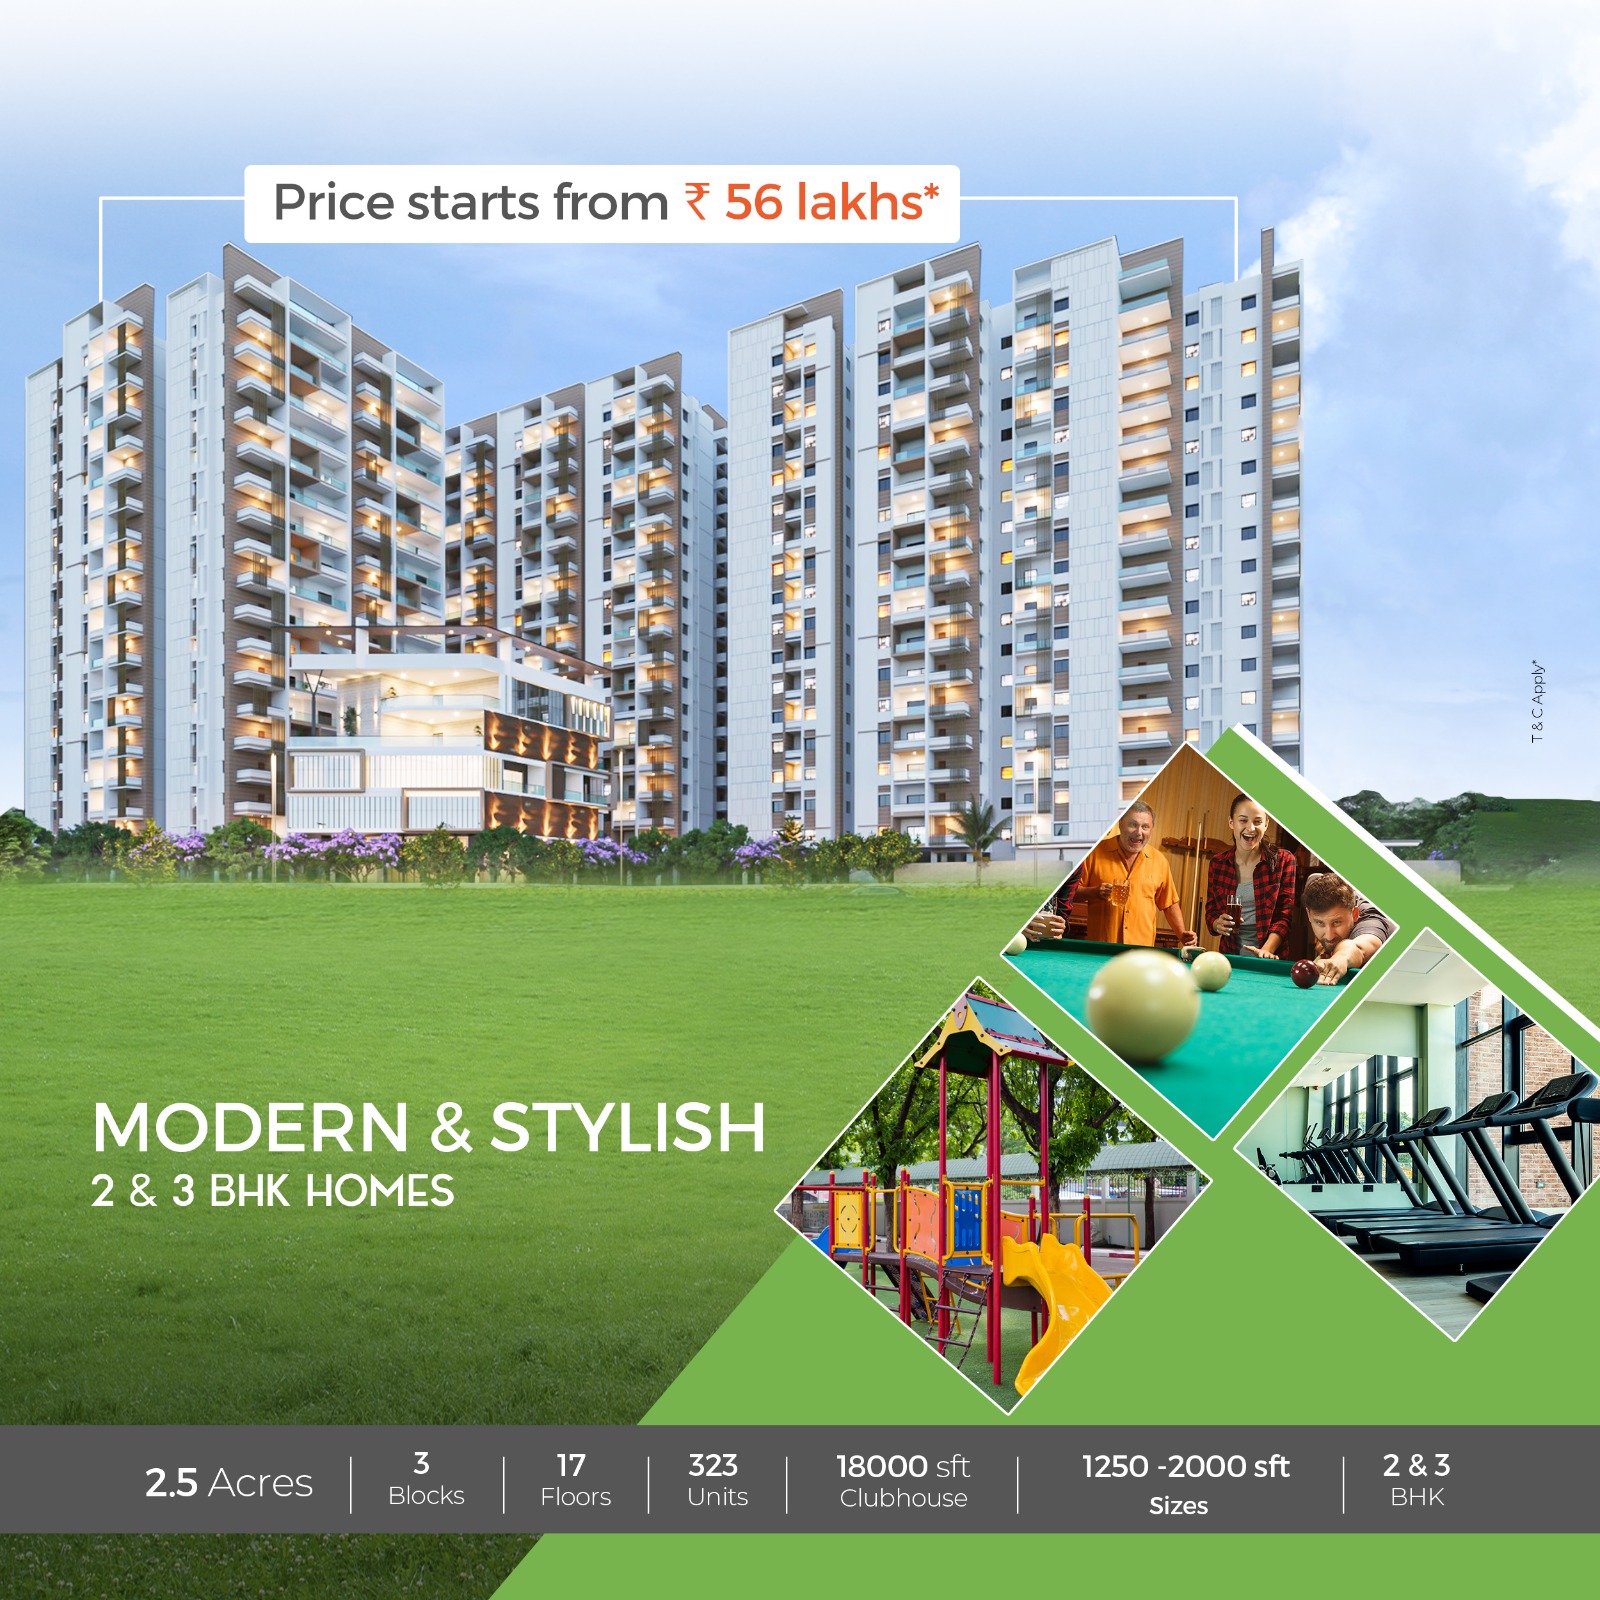 Price starts from ₹ 56 lakhs*
T & C Apply*
MODERN & STYLISH
2 & 3 BHK HOMES
2.5 Acres
3
Blocks
17
Floors
323
Units
18000 sft
Clubhouse
1250 -2000 sft
Sizes
2 & 3
BHK